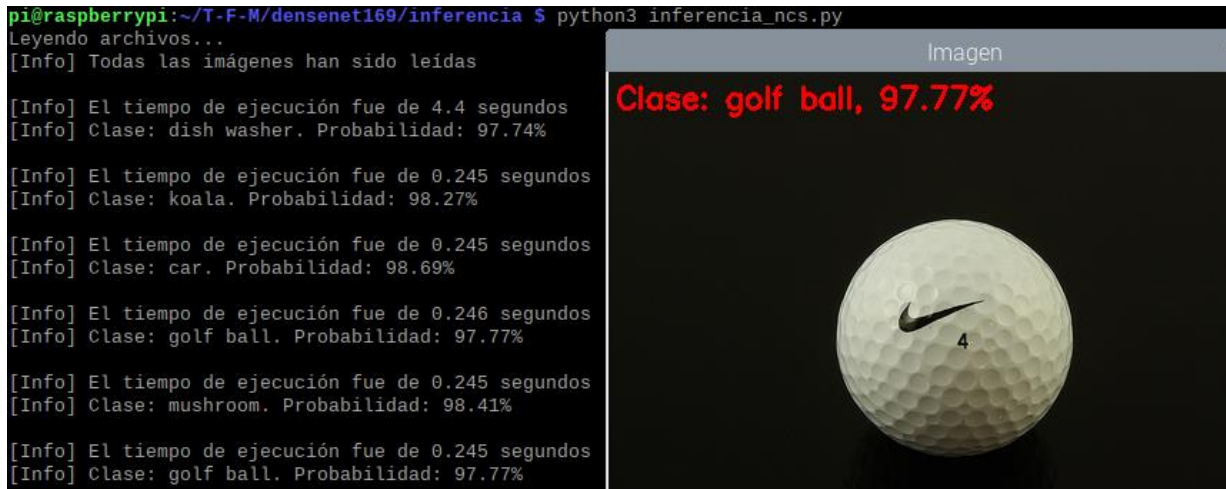 pi@raspberrypi:~/T-F-M/densenet169/inferencia $ python3 inferencia_ncs.py
Leyendo archivos...
[Info] Todas las imágenes han sido leídas
[Info] El tiempo de ejecución fue de 4.4 segundos
[Info] Clase: dish washer. Probabilidad: 97.74%
[Info] El tiempo de ejecución fue de 0.245 segundos
[Info] Clase: koala. Probabilidad: 98.27%
[Info] El tiempo de ejecución fue de 0.245 segundos
[Info] Clase: car. Probabilidad: 98.69%
[Info] El tiempo de ejecución fue de 0.246 segundos
[Info] Clase: golf ball. Probabilidad: 97.77%
[Info] El tiempo de ejecución fue de 0.245 segundos
[Info] Clase: mushroom. Probabilidad: 98.41%
[Info] El tiempo de ejecución fue de 0.245 segundos
[Info] Clase: golf ball. Probabilidad: 97.77%
Imagen
Clase: golf ball, 97.77%
4